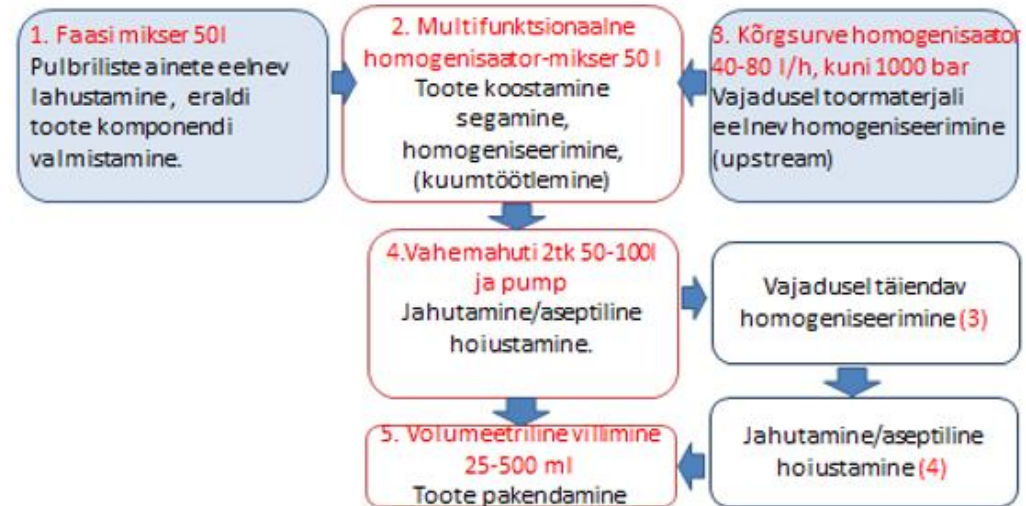 1. Faasi mikser 50l
Pulbriliste ainete eelnev
lahustamine, eraldi
toote komponendi
valmistamine.
2. Multifunktsionaalne
homogenisaator-mikser 50 l
Toote koostamine
segamine,
homogeniseerimine,
(kuumtöötlemine)
3. Kõrgsurve homogenisaator
40-80 l/h, kuni 1000 bar
Vajadusel toormaterjali
eelnev homogeniseerimine
(upstream)
4.Vahemahuti 2tk 50-100l
ja pump
Jahutamine/aseptiline
hoiustamine.
Vajadusel täiendav
homogeniseerimine (3)
5. Volumeetriline villimine
25-500 ml
Toote pakendamine
Jahutamine/aseptiline
hoiustamine (4)